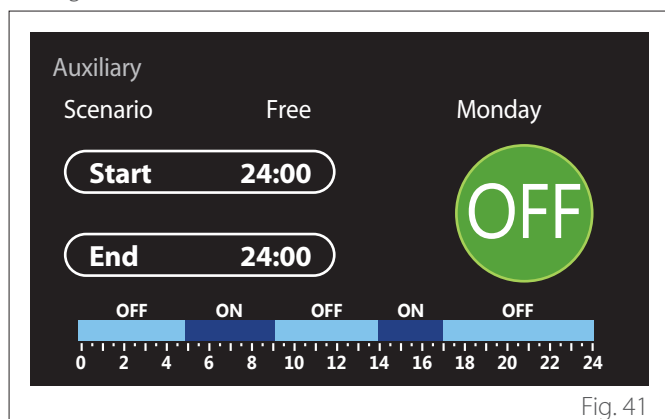 Auxiliary
Scenario Free Monday
Start 24:00
OFF
End 24:00
OFF ON OFF ON OFF
0 2 4 6 8 10 12 14 16 18 20 22 24
Fig. 41